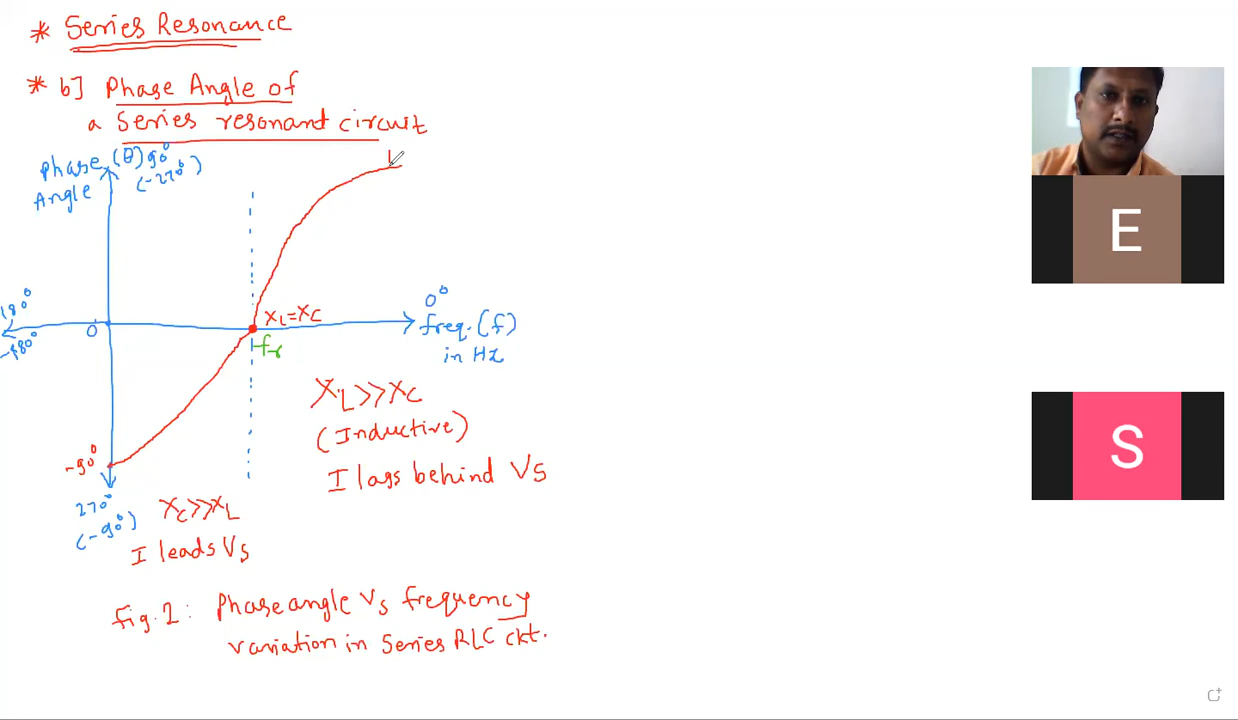 * Series Resonance
* b] Phase Angle of
a series resonant circuit
Phase (θ) 90°
Angle (-270°)
180°
-180°
0
XL=XC
fr
0°
freq. (f)
in Hz
XL>>XC
(Inductive)
I lags behind VS
-90°
270°
(-90°)
XC>>XL
I leads VS
fig. 1: Phase angle Vs frequency
variation in series RLC ckt.
E
S